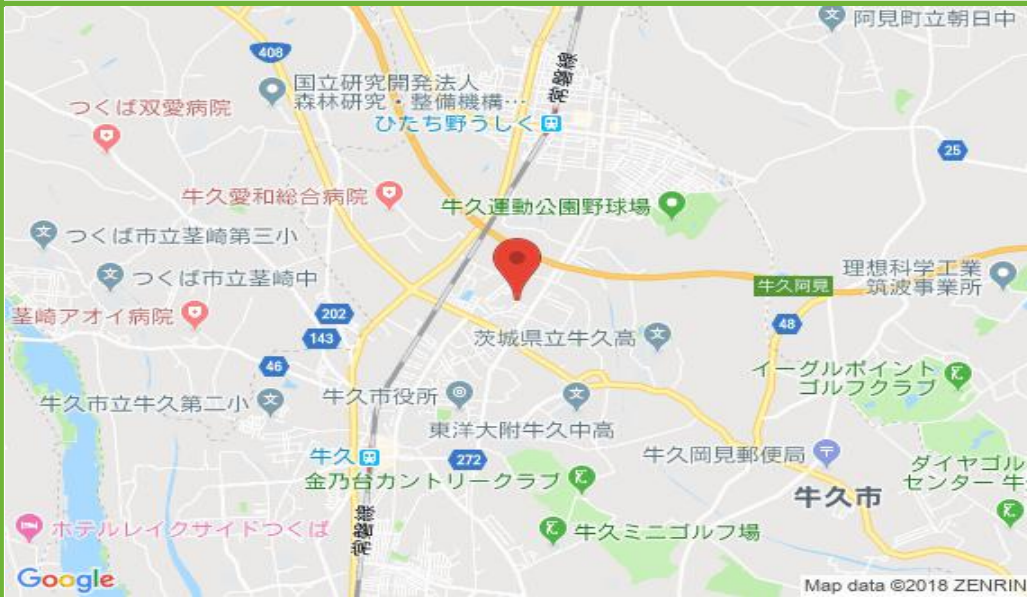 阿見町立朝日中
408
国立研究開発法人
森林研究・整備機構…
常磐線
つくば双愛病院
ひたち野うしく
25
牛久愛和総合病院
牛久運動公園野球場
つくば市立茎崎第三小
つくば市立茎崎中
理想科学工業
筑波事業所
牛久阿見
茎崎アオイ病院
202
48
143
茨城県立牛久高
46
イーグルポイント
ゴルフクラブ
牛久市立牛久第二小
牛久市役所
東洋大附牛久中高
牛久
272
牛久岡見郵便局
〒
ダイヤゴル
センター 牛
金乃台カントリークラブ
牛久市
ホテルレイクサイドつくば
常磐線
牛久ミニゴルフ場
Google
Map data ©2018 ZENRIN